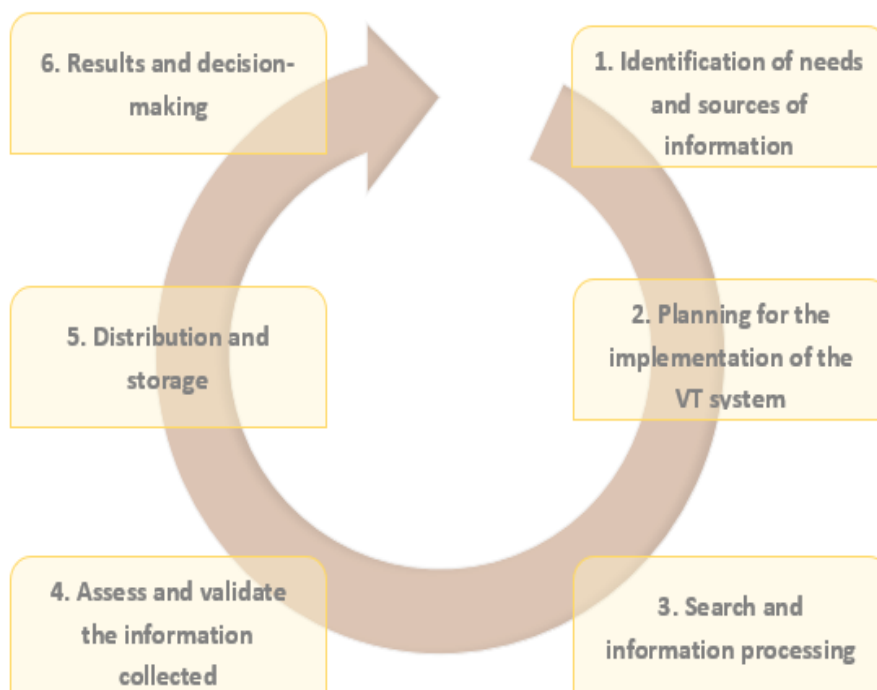 1. Identification of needs
and sources of
information
2. Planning for the
implementation of the
VT system
3. Search and
information processing
4. Assess and validate
the information
collected
5. Distribution and
storage
6. Results and decision-
making